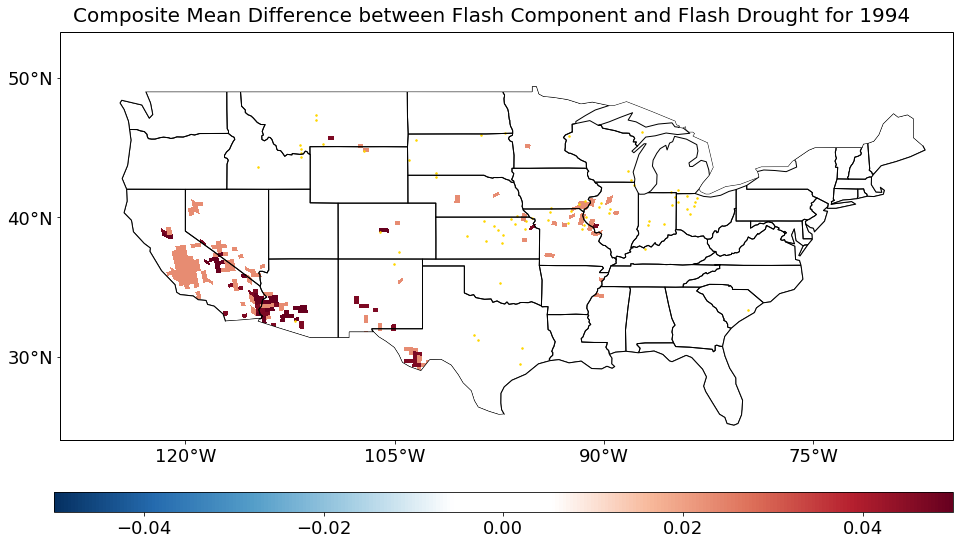 Composite Mean Difference between Flash Component and Flash Drought for 1994
50°N
40°N
30°N
120°W 105°W 90°W 75°W
−0.04 −0.02 0.00 0.02 0.04